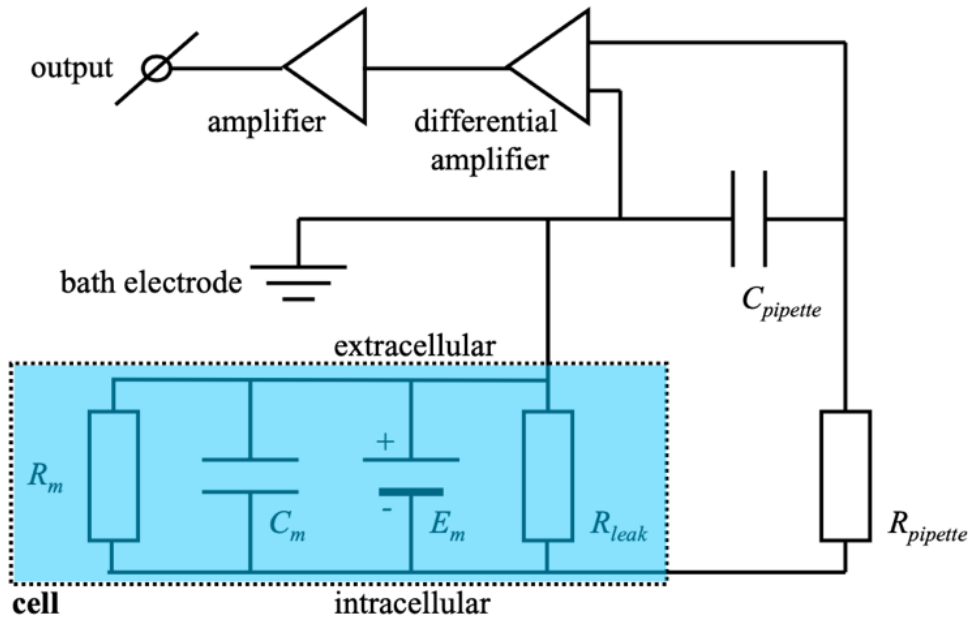 output
amplifier
differential
amplifier
bath electrode
C_pipette
extracellular
+
R_m
C_m
-
E_m
R_leak
R_pipette
cell
intracellular